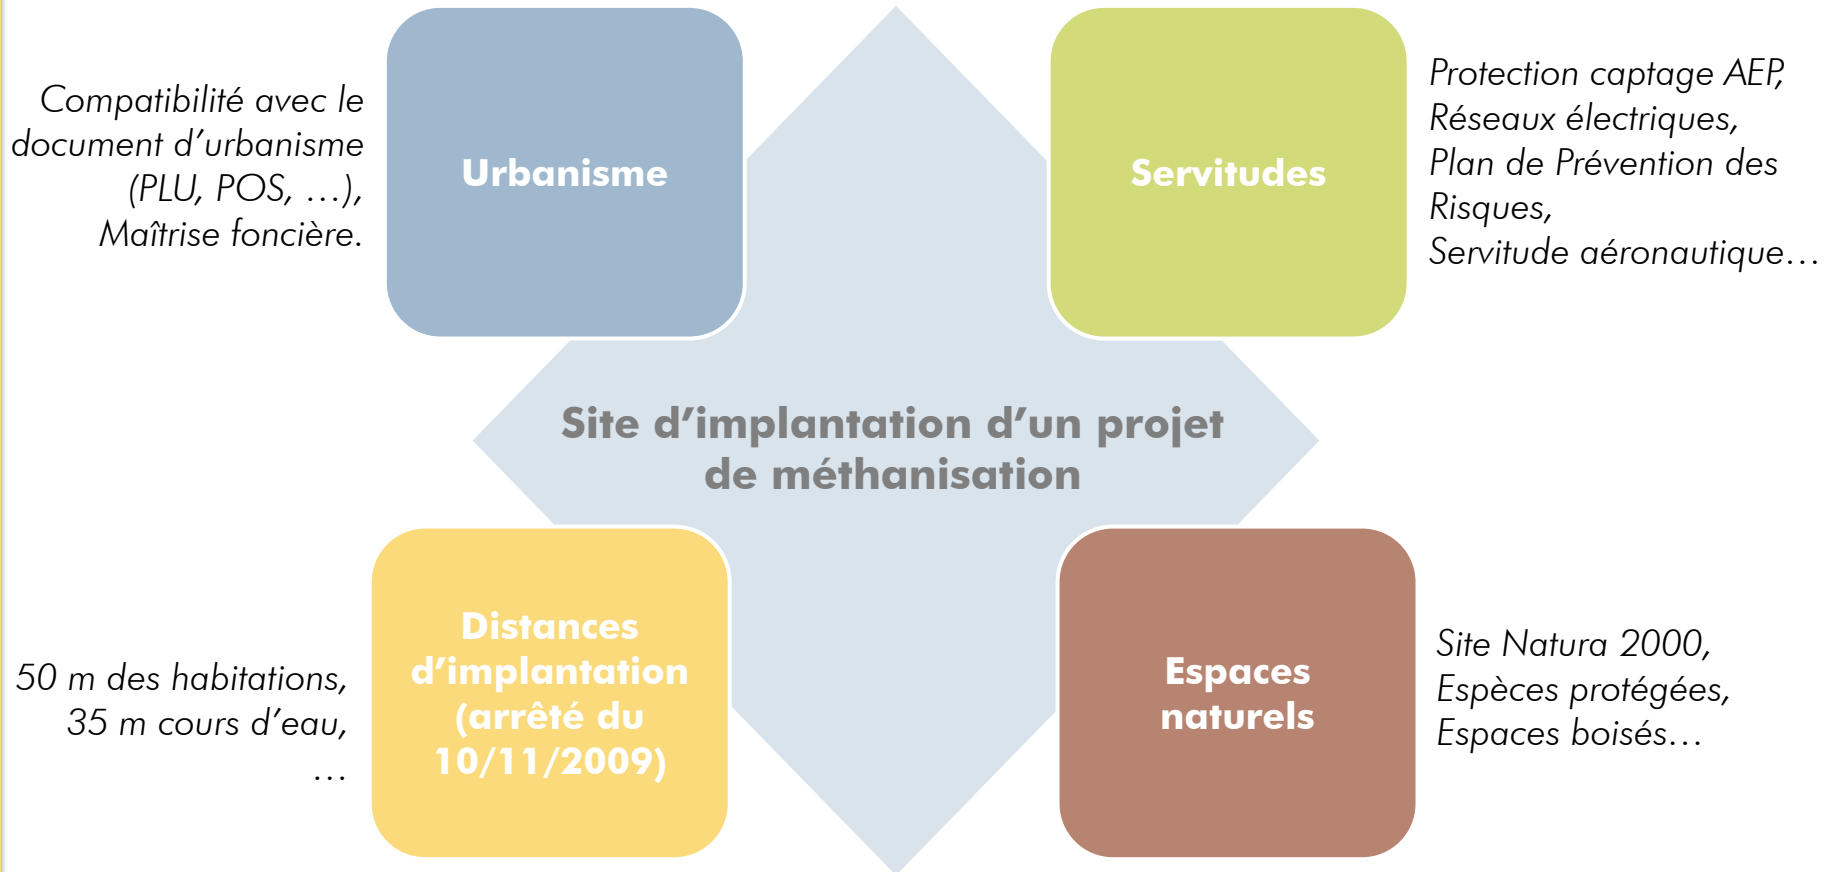 Compatibilité avec le
document d’urbanisme
(PLU, POS, …),
Maîtrise foncière.
Urbanisme
Servitudes
Protection captage AEP,
Réseaux électriques,
Plan de Prévention des
Risques,
Servitude aéronautique…
Site d’implantation d’un projet
de méthanisation
50 m des habitations,
35 m cours d’eau,
…
Distances
d’implantation
(arrêté du
10/11/2009)
Espaces
naturels
Site Natura 2000,
Espèces protégées,
Espaces boisés…